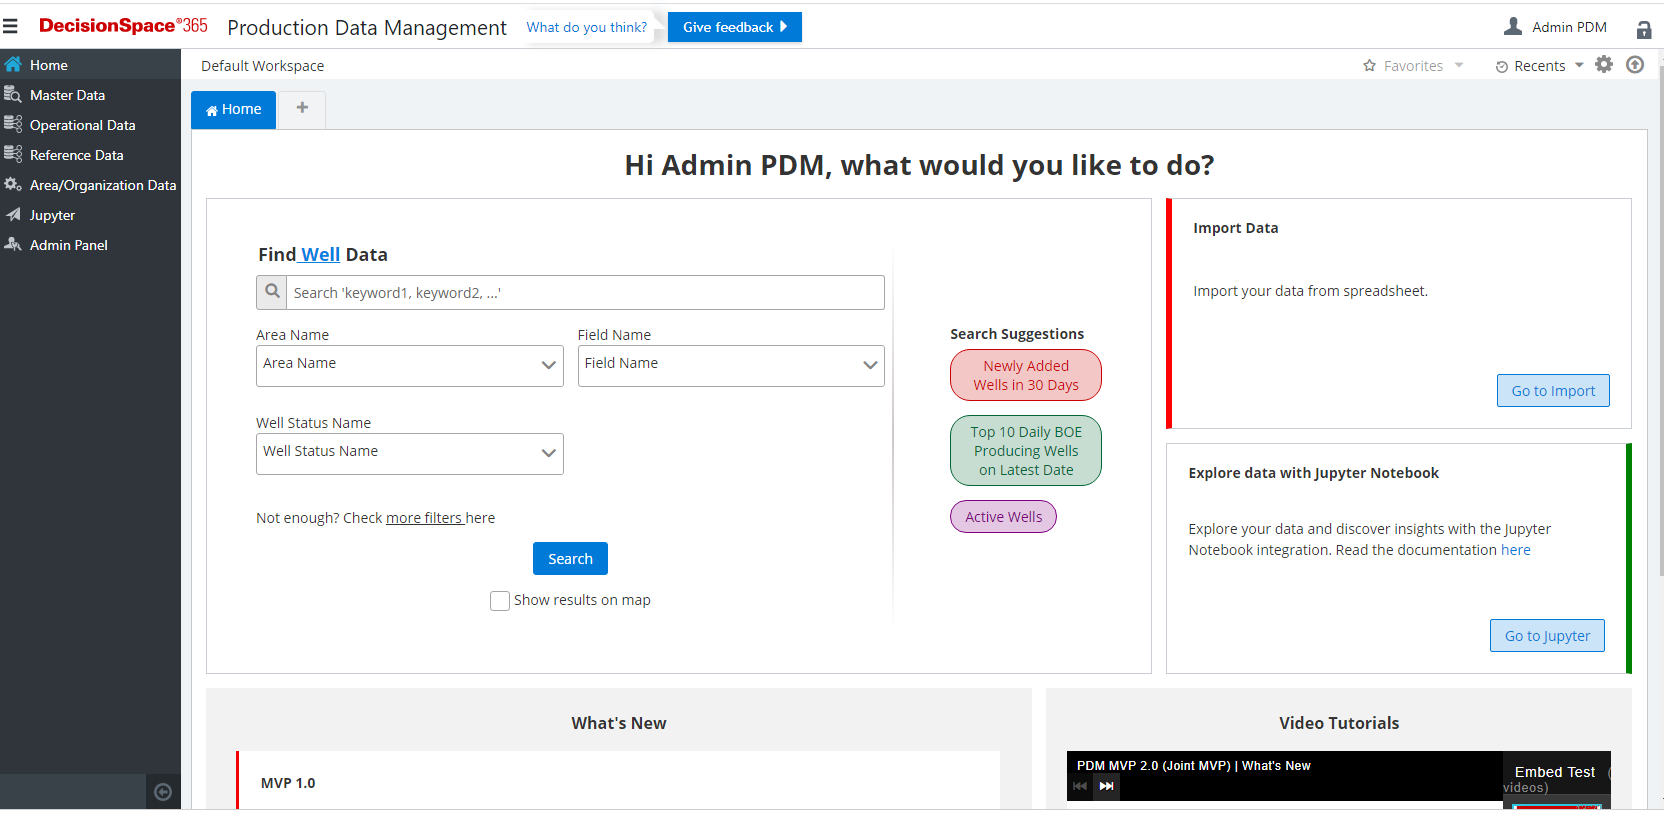 DecisionSpace®365
Production Data Management
What do you think?
Give feedback
Admin PDM
Home
Master Data
Operational Data
Reference Data
Area/Organization Data
Jupyter
Admin Panel
Default Workspace
Favorites
Recents
Home
+
Hi Admin PDM, what would you like to do?
Find Well Data
Search 'keyword1, keyword2, ...'
Area Name
Area Name
Field Name
Field Name
Well Status Name
Well Status Name
Not enough? Check more filters here
Search
Show results on map
Search Suggestions
Newly Added
Wells in 30 Days
Top 10 Daily BOE
Producing Wells
on Latest Date
Active Wells
Import Data
Import your data from spreadsheet.
Go to Import
Explore data with Jupyter Notebook
Explore your data and discover insights with the Jupyter
Notebook integration. Read the documentation here
Go to Jupyter
What's New
MVP 1.0
Video Tutorials
PDM MVP 2.0 (Joint MVP) | What's New
Embed Test (
videos)